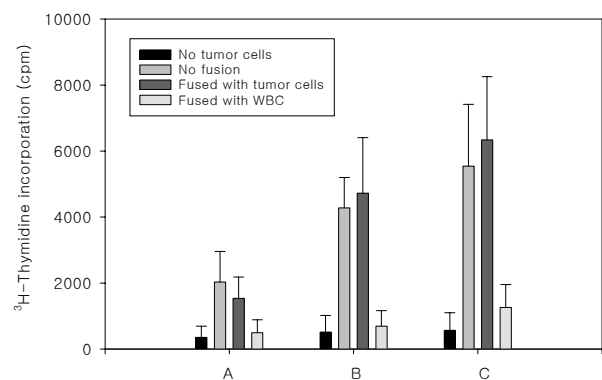 10000
8000
6000
4000
2000
0
³H-Thymidine incorporation (cpm)
No tumor cells
No fusion
Fused with tumor cells
Fused with WBC
A
B
C